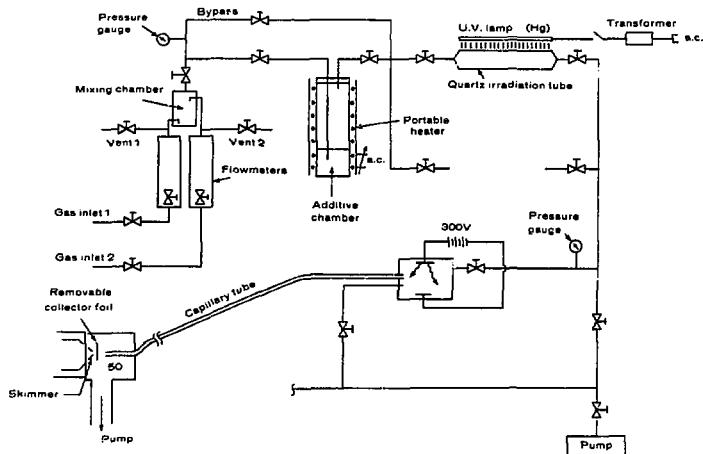 Pressure
gauge
Bypass
U.V. lamp (Hg)
Transformer
a.c.
Mixing chamber
Quartz irradiation tube
Portable
heater
Vent 1
Vent 2
a.c.
Flowmeters
Additive
chamber
Gas inlet 1
Pressure
gauge
300V
Gas inlet 2
Removable
collector foil
Capillary tube
50
Skimmer
Pump
Pump